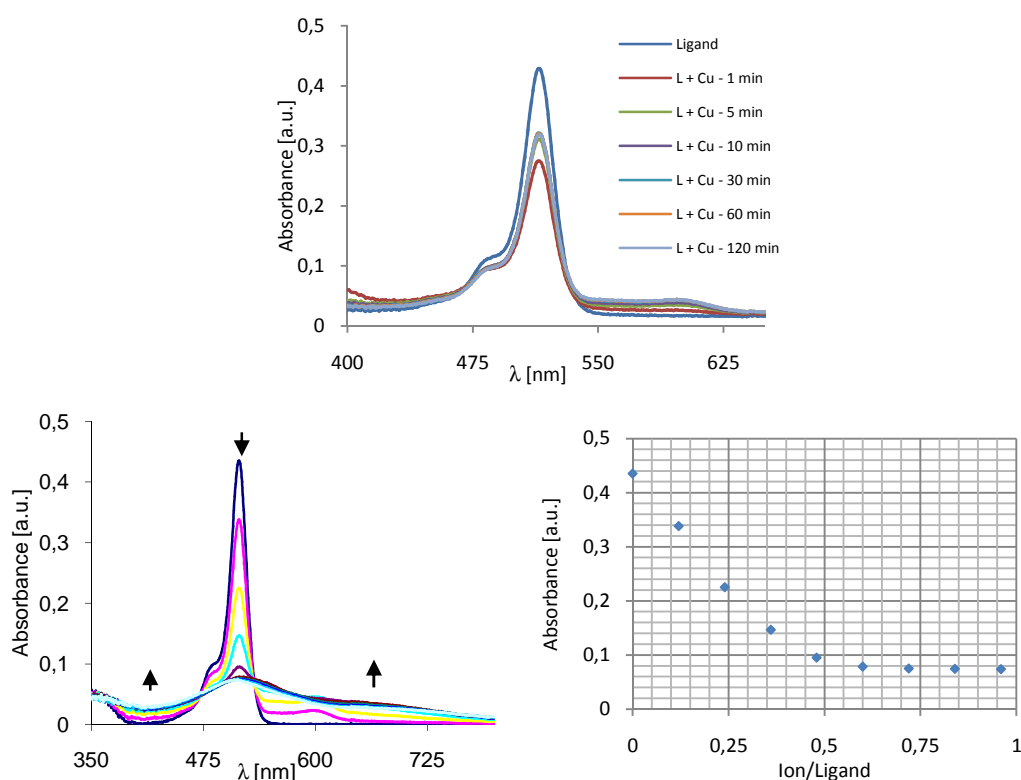 0,5
0,4
0,3
0,2
0,1
0
Absorbance [a.u.]
400 475 550 625
λ [nm]
Ligand
L + Cu - 1 min
L + Cu - 5 min
L + Cu - 10 min
L + Cu - 30 min
L + Cu - 60 min
L + Cu - 120 min
0,5
0,4
0,3
0,2
0,1
0
Absorbance [a.u.]
350 475 600 725
λ [nm]
0,5
0,4
0,3
0,2
0,1
0
Absorbance [a.u.]
0 0,25 0,5 0,75 1
Ion/Ligand